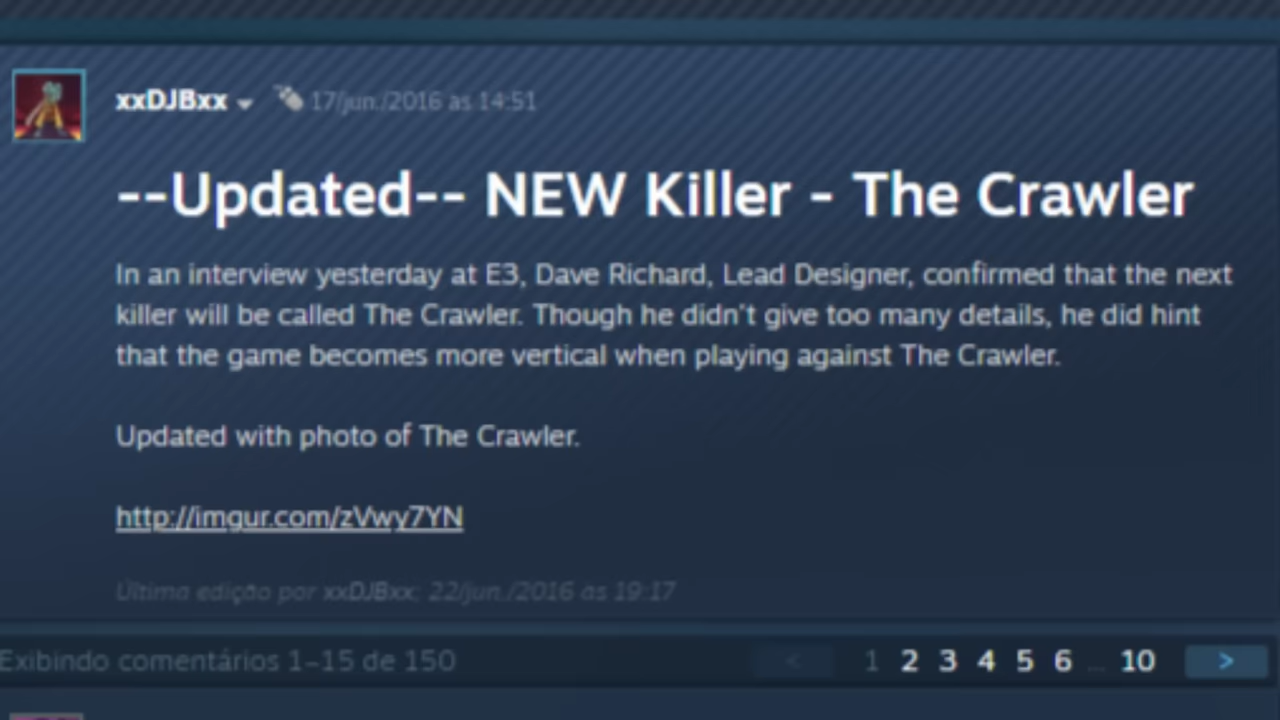 xxDJBxx 17/jun./2016 às 14:51
--Updated-- NEW Killer - The Crawler
In an interview yesterday at E3, Dave Richard, Lead Designer, confirmed that the next
killer will be called The Crawler. Though he didn't give too many details, he did hint
that the game becomes more vertical when playing against The Crawler.
Updated with photo of The Crawler.
http://imgur.com/zVwy7YN
Última edição por xxDJBxx; 22/jun./2016 às 19:17
Exibindo comentários 1-15 de 150 < 1 2 3 4 5 6 ... 10 >